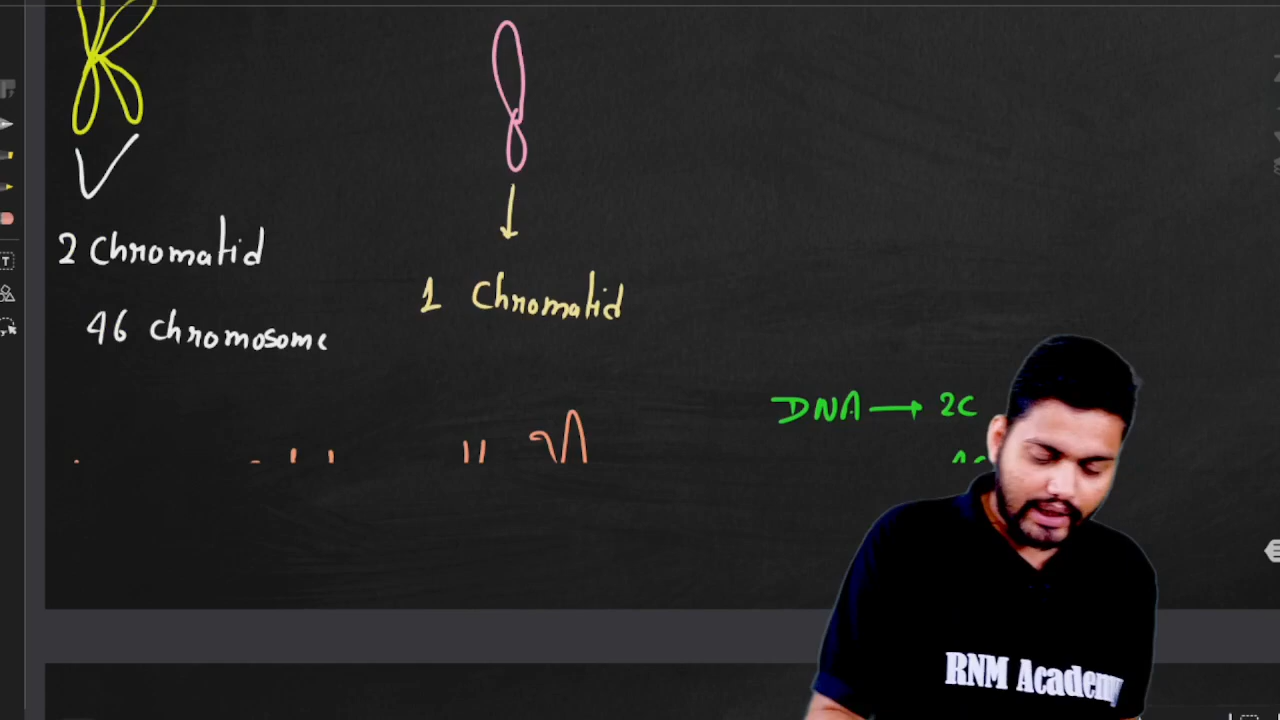 2 Chromatid
46 Chromosome
1 Chromatid
DNA → 2C
RNM Academy